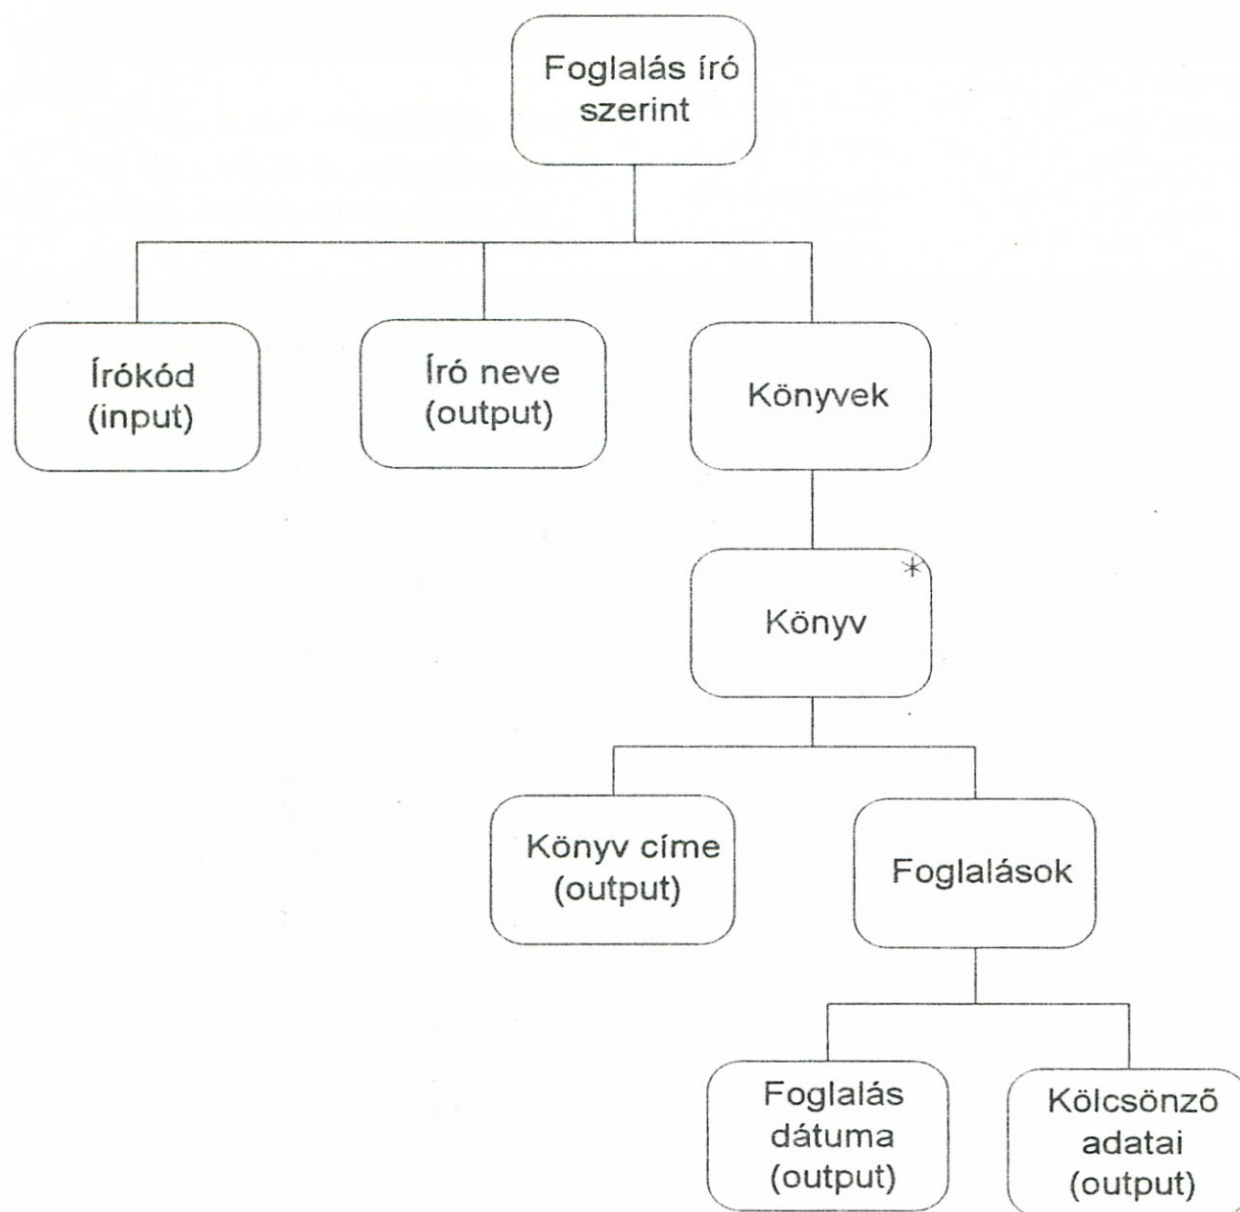 Foglalás író
szerint
Írókód
(input)
Író neve
(output)
Könyvek
*
Könyv
Könyv címe
(output)
Foglalások
Foglalás
dátuma
(output)
Kölcsönzõ
adatai
(output)